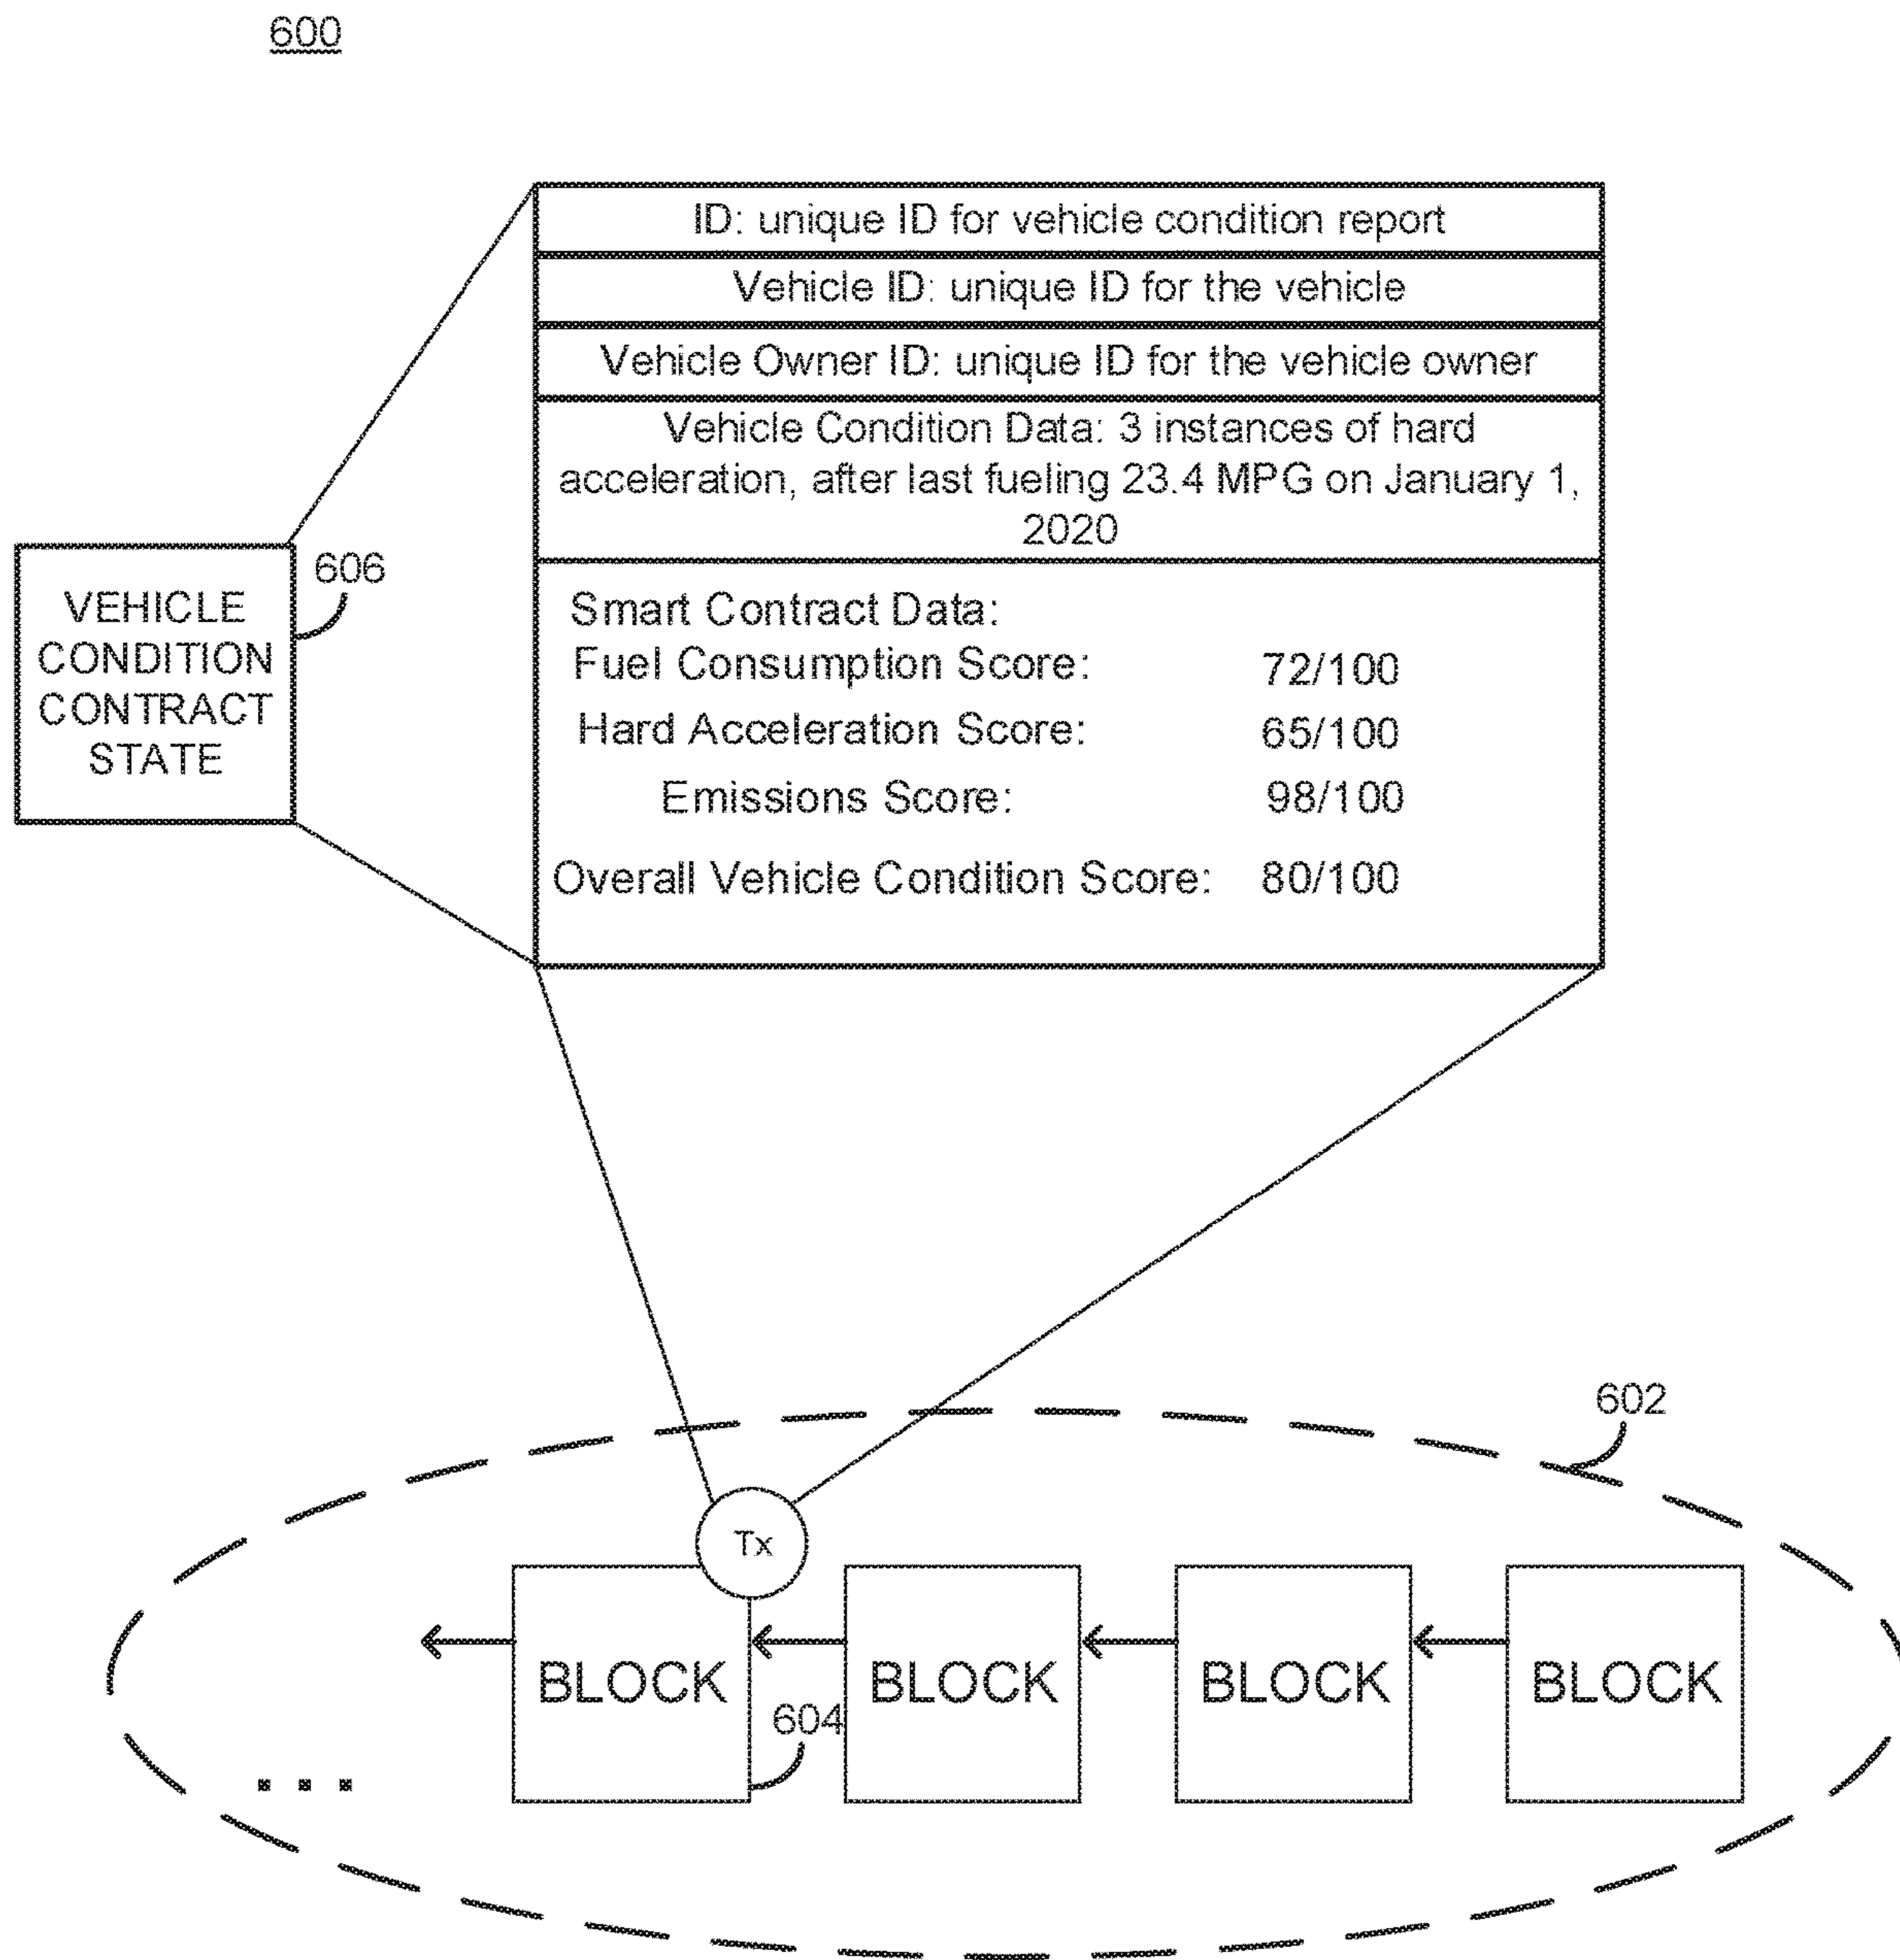 600
ID: unique ID for vehicle condition report
Vehicle ID: unique ID for the vehicle
Vehicle Owner ID: unique ID for the vehicle owner
Vehicle Condition Data: 3 instances of hard
acceleration, after last fueling 23.4 MPG on January 1,
2020
606
VEHICLE
CONDITION
CONTRACT
STATE
Smart Contract Data:
Fuel Consumption Score: 72/100
Hard Acceleration Score: 65/100
Emissions Score: 98/100
Overall Vehicle Condition Score: 80/100
602
Tx
BLOCK BLOCK BLOCK BLOCK
604
...